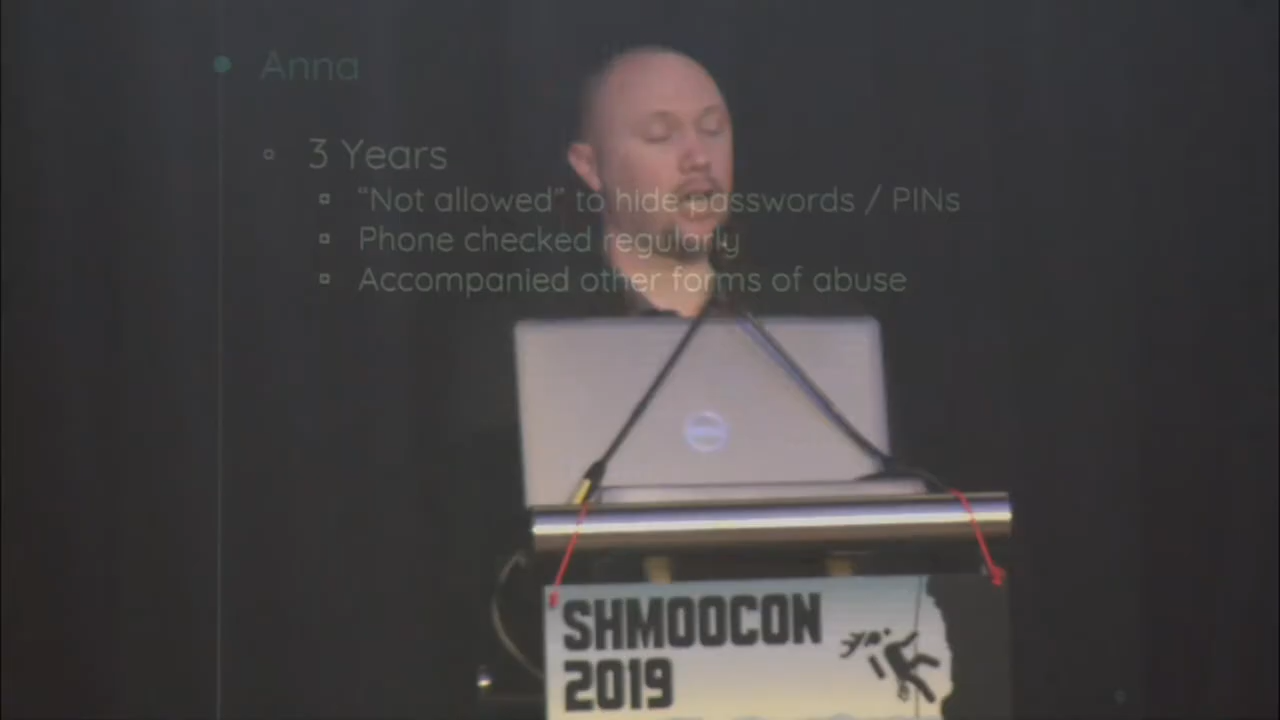 Anna
3 Years
“Not allowed” to hide passwords / PINs
Phone checked regularly
Accompanied other forms of abuse
SHMOOCON
2019